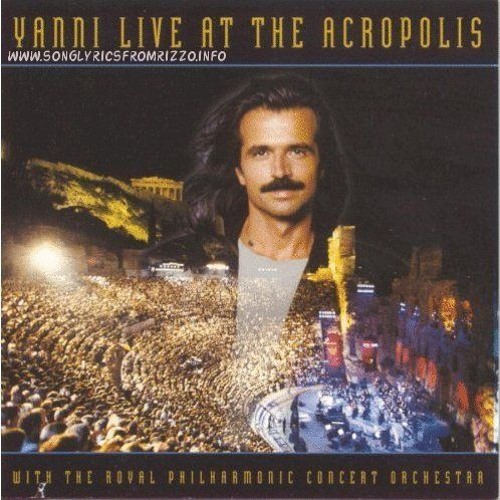 YANNI LIVE AT THE ACROPOLIS
WWW.SONGLYRICSFROMRIZZO.INFO
WITH THE ROYAL PHILHARMONIC CONCERT ORCHESTRA